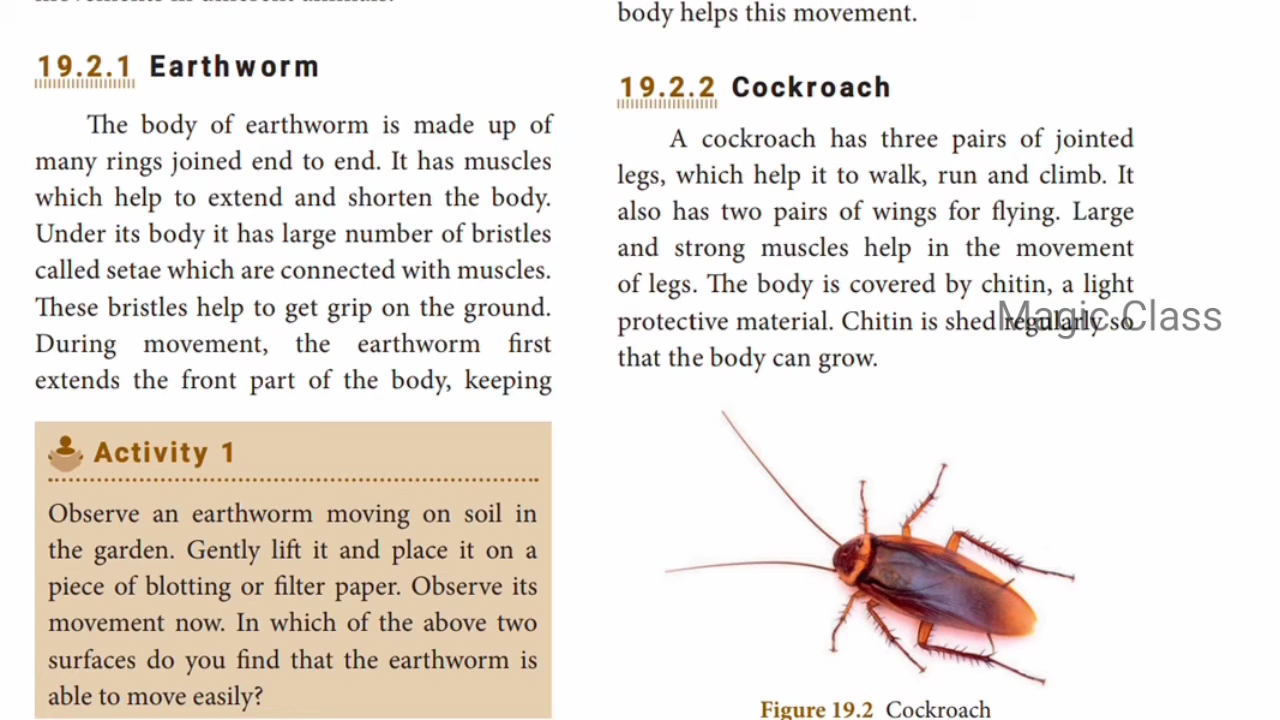 movements in different animals.
19.2.1 Earthworm
The body of earthworm is made up of
many rings joined end to end. It has muscles
which help to extend and shorten the body.
Under its body it has large number of bristles
called setae which are connected with muscles.
These bristles help to get grip on the ground.
During movement, the earthworm first
extends the front part of the body, keeping
Activity 1
Observe an earthworm moving on soil in
the garden. Gently lift it and place it on a
piece of blotting or filter paper. Observe its
movement now. In which of the above two
surfaces do you find that the earthworm is
able to move easily?
body helps this movement.
19.2.2 Cockroach
A cockroach has three pairs of jointed
legs, which help it to walk, run and climb. It
also has two pairs of wings for flying. Large
and strong muscles help in the movement
of legs. The body is covered by chitin, a light
protective material. Chitin is shed regularly so
that the body can grow.
Magic Class
Figure 19.2 Cockroach